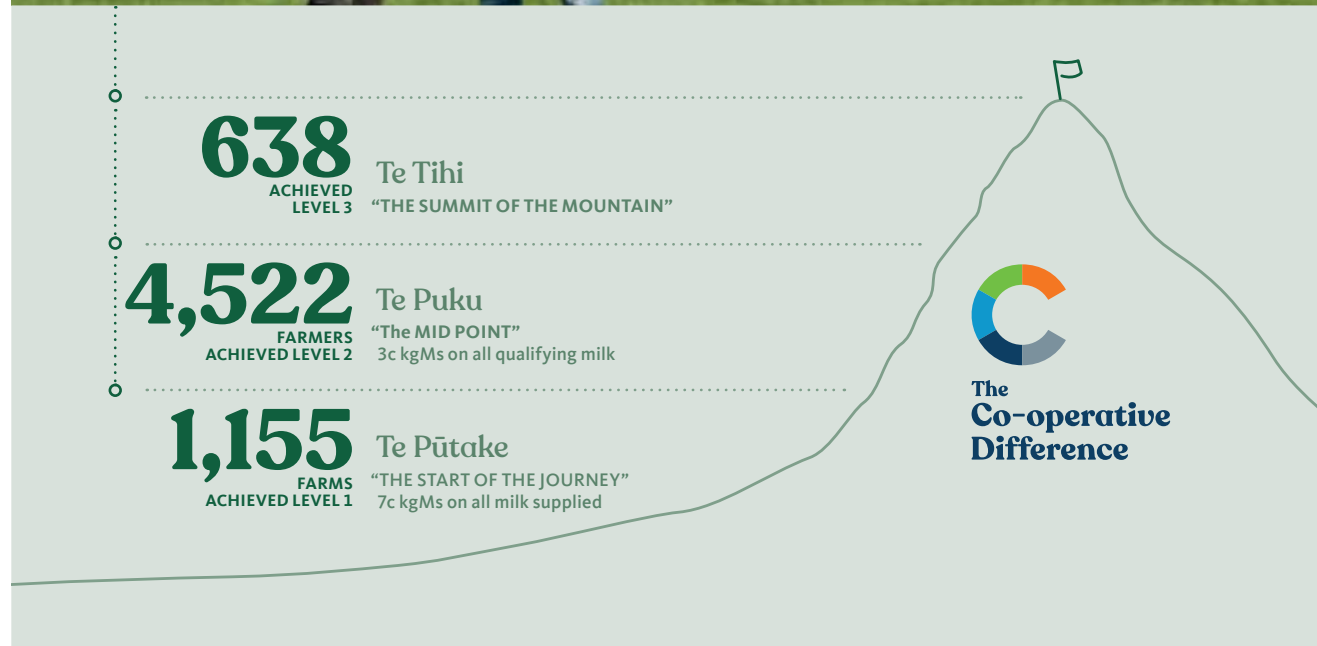 638
ACHIEVED
LEVEL 3
Te Tihi
“THE SUMMIT OF THE MOUNTAIN”
4,522
FARMERS
ACHIEVED LEVEL 2
Te Puku
“The MID POINT”
3c kgMs on all qualifying milk
1,155
FARMS
ACHIEVED LEVEL 1
Te Pūtake
“THE START OF THE JOURNEY”
7c kgMs on all milk supplied
The
Co-operative
Difference